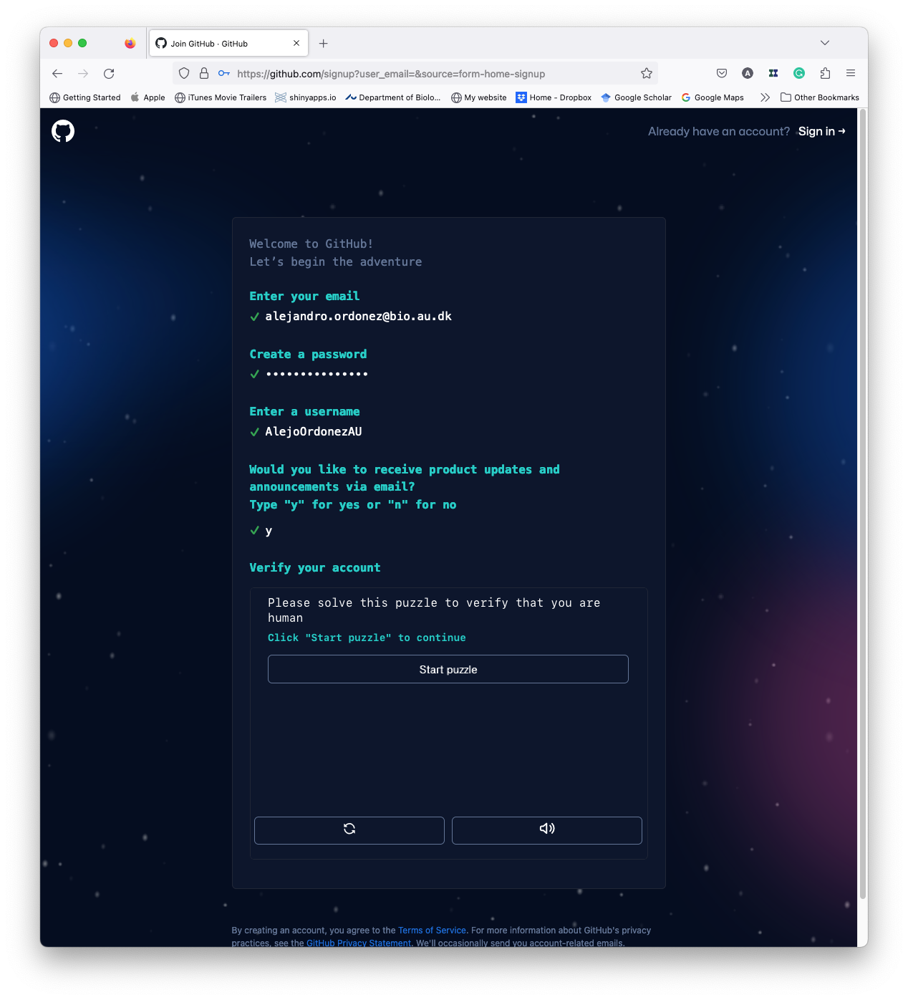 Join GitHub · GitHub
https://github.com/signup?user_email=&source=form-home-signup
Getting Started Apple iTunes Movie Trailers shinyapps.io Department of Biolo... My website Home - Dropbox Google Scholar Google Maps Other Bookmarks
Already have an account? Sign in →
Welcome to GitHub!
Let’s begin the adventure
Enter your email
✓ alejandro.ordonez@bio.au.dk
Create a password
✓ •••••••••••••••
Enter a username
✓ AlejoOrdonezAU
Would you like to receive product updates and
announcements via email?
Type "y" for yes or "n" for no
✓ y
Verify your account
Please solve this puzzle to verify that you are
human
Click "Start puzzle" to continue
Start puzzle
By creating an account, you agree to the Terms of Service. For more information about GitHub's privacy
practices, see the GitHub Privacy Statement. We'll occasionally send you account-related emails.